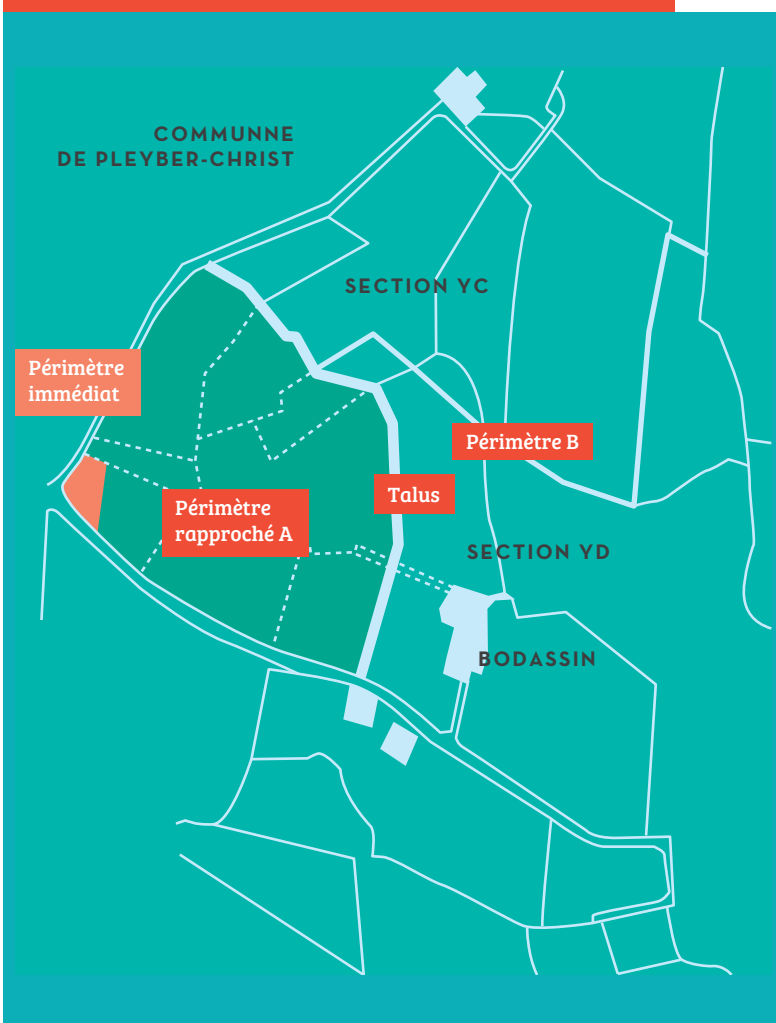 COMMUNNE
DE PLEYBER-CHRIST
SECTION YC
Périmètre
immédiat
Périmètre B
Talus
Périmètre
rapproché A
SECTION YD
BODASSIN